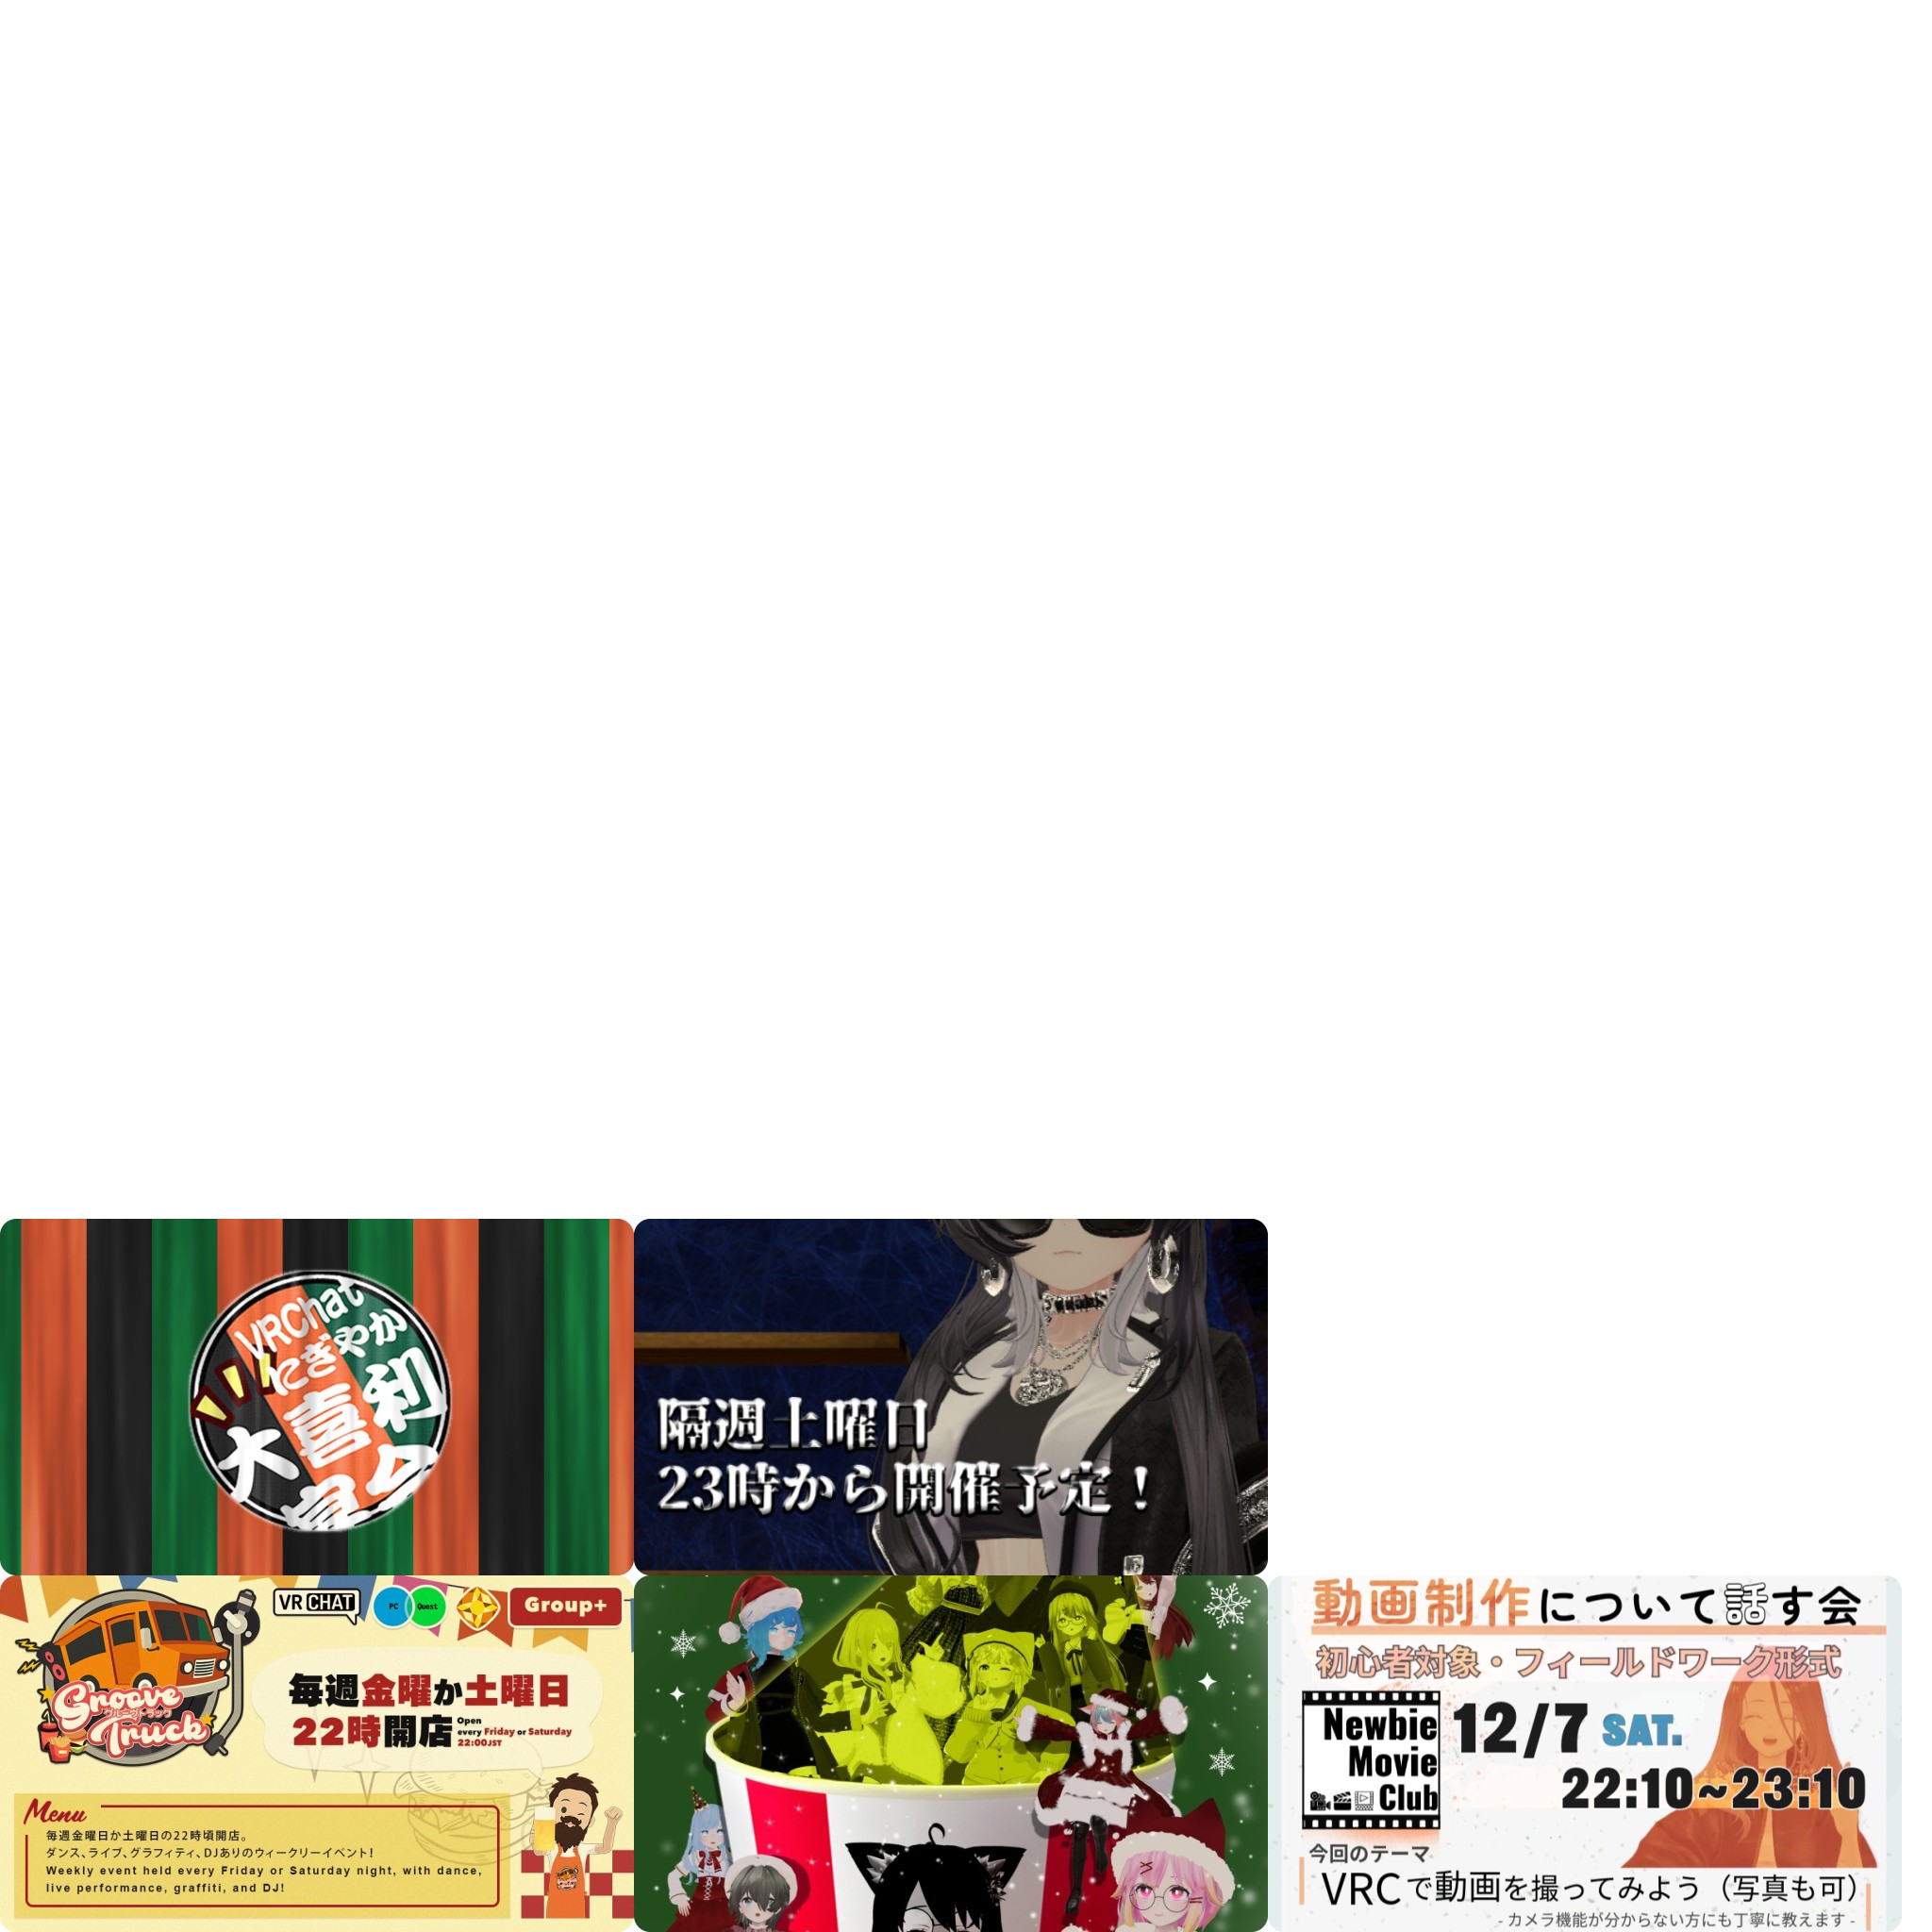 VRChat
にぎやか
大喜利
隔週土曜日
23時から開催予定！
Groove
グルーヴトラック
Truck
VR CHAT
PC
Quest
Group+
毎週金曜か土曜日
22時開店
Open
every Friday or Saturday
22:00JST
Menu
毎週金曜日か土曜日の22時頃開店。
ダンス、ライブ、グラフィティ、DJありのウィークリーイベント！
Weekly event held every Friday or Saturday night, with dance,
live performance, graffiti, and DJ!
動画制作について話す会
初心者対象・フィールドワーク形式
Newbie
Movie
Club
12/7 SAT.
22:10~23:10
今回のテーマ
VRCで動画を撮ってみよう（写真も可）
- カメラ機能が分からない方にも丁寧に教えます -